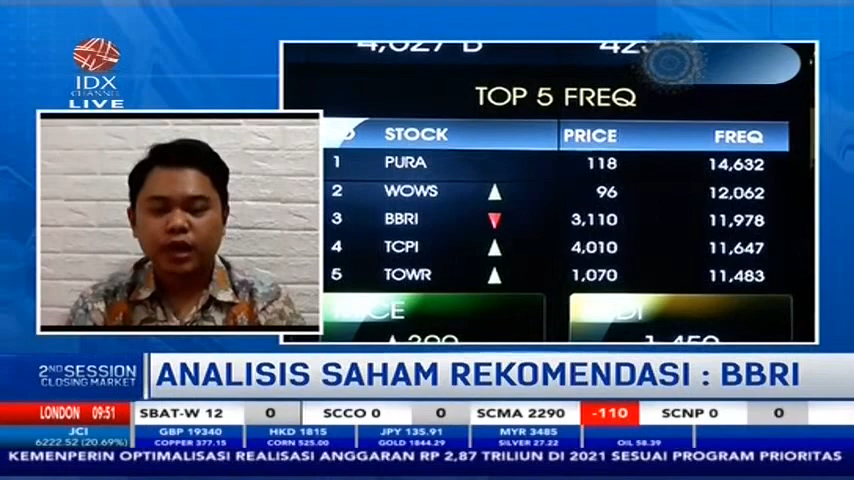 IDX
CHANNEL
LIVE
TOP 5 FREQ
STOCK PRICE FREQ
1 PURA 118 14,632
2 WOWS 96 12,062
3 BBRI 3,110 11,978
4 TCPI 4,010 11,647
5 TOWR 1,070 11,483
2ND SESSION
CLOSING MARKET
ANALISIS SAHAM REKOMENDASI : BBRI
LONDON 09:51 SBAT-W 12 0 SCCO 0 0 SCMA 2290 -110 SCNP 0 0
JCI GBP 19340 HKD 1815 JPY 135.91 MYR 3485
6222.52 (20.69%) COPPER 377.15 CORN 525.00 GOLD 1844.29 SILVER 27.22 OIL 58.39
KEMENPERIN OPTIMALISASI REALISASI ANGGARAN RP 2,87 TRILIUN DI 2021 SESUAI PROGRAM PRIORITAS